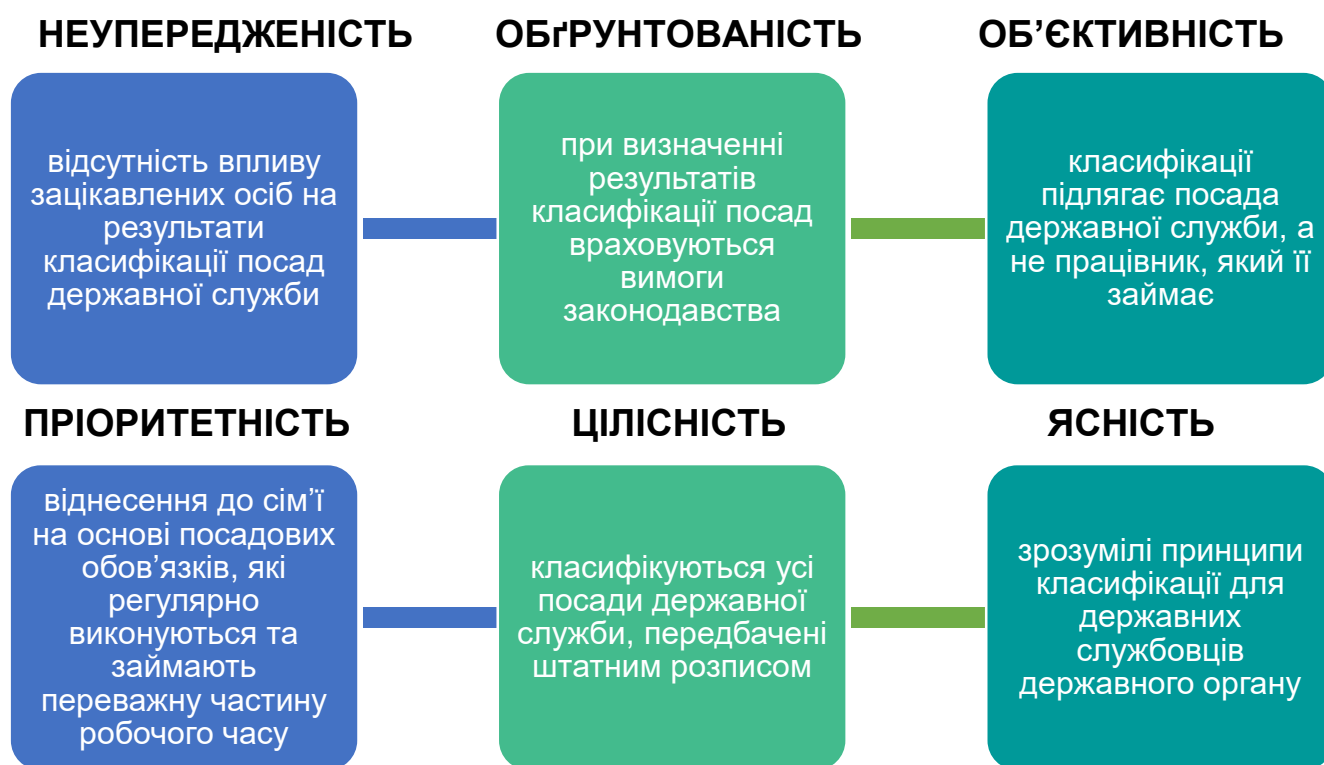 НЕУПЕРЕДЖЕНІСТЬ
ОБґРУНТОВАНІСТЬ
ОБ’ЄКТИВНІСТЬ
відсутність впливу
зацікавлених осіб на
результати
класифікації посад
державної служби
при визначенні
результатів
класифікації посад
враховуються
вимоги
законодавства
класифікації
підлягає посада
державної служби, а
не працівник, який її
займає
ПРІОРИТЕТНІСТЬ
ЦІЛІСНІСТЬ
ЯСНІСТЬ
віднесення до сім’ї
на основі посадових
обов’язків, які
регулярно
виконуються та
займають
переважну частину
робочого часу
класифікуються усі
посади державної
служби, передбачені
штатним розписом
зрозумілі принципи
класифікації для
державних
службовців
державного органу